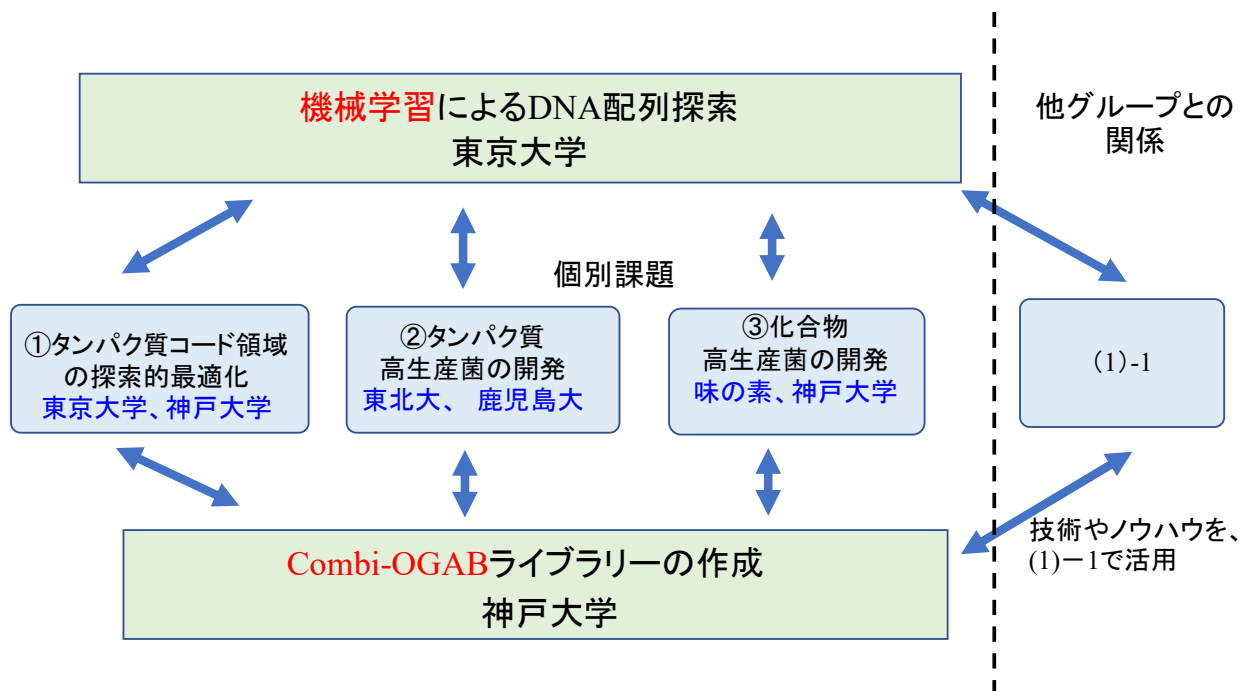 機械学習によるDNA配列探索
東京大学
他グループとの
関係
個別課題
①タンパク質コード領域
の探索的最適化
東京大学、神戸大学
②タンパク質
高生産菌の開発
東北大、 鹿児島大
③化合物
高生産菌の開発
味の素、神戸大学
(1)-1
Combi-OGABライブラリーの作成
神戸大学
技術やノウハウを、
(1)－1で活用